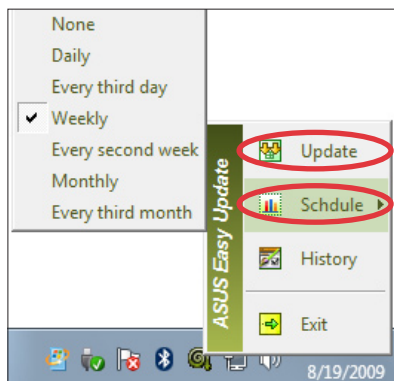 None
Daily
Every third day
Weekly
Every second week
Monthly
Every third month
ASUS Easy Update
Update
Schdule
History
Exit
8/19/2009